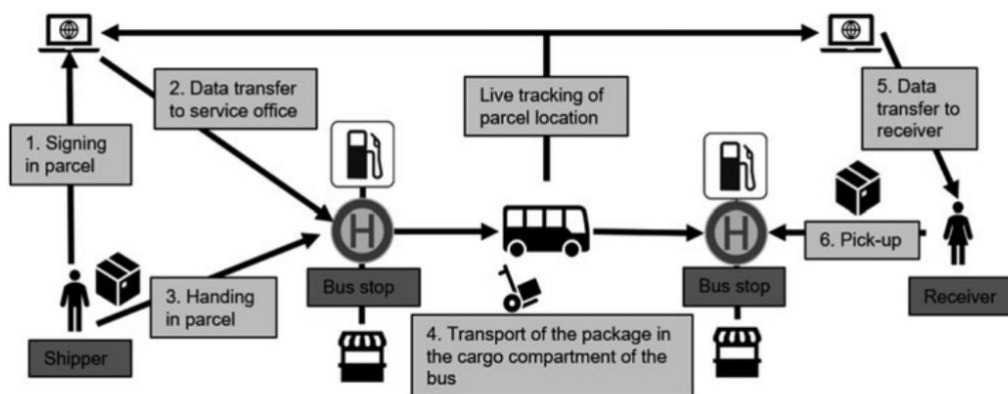 1. Signing
in parcel
2. Data transfer
to service office
Live tracking of
parcel location
5. Data
transfer to
receiver
H
H
6. Pick-up
Bus stop
Bus stop
Receiver
3. Handing
in parcel
4. Transport of the package in
the cargo compartment of the
bus
Shipper